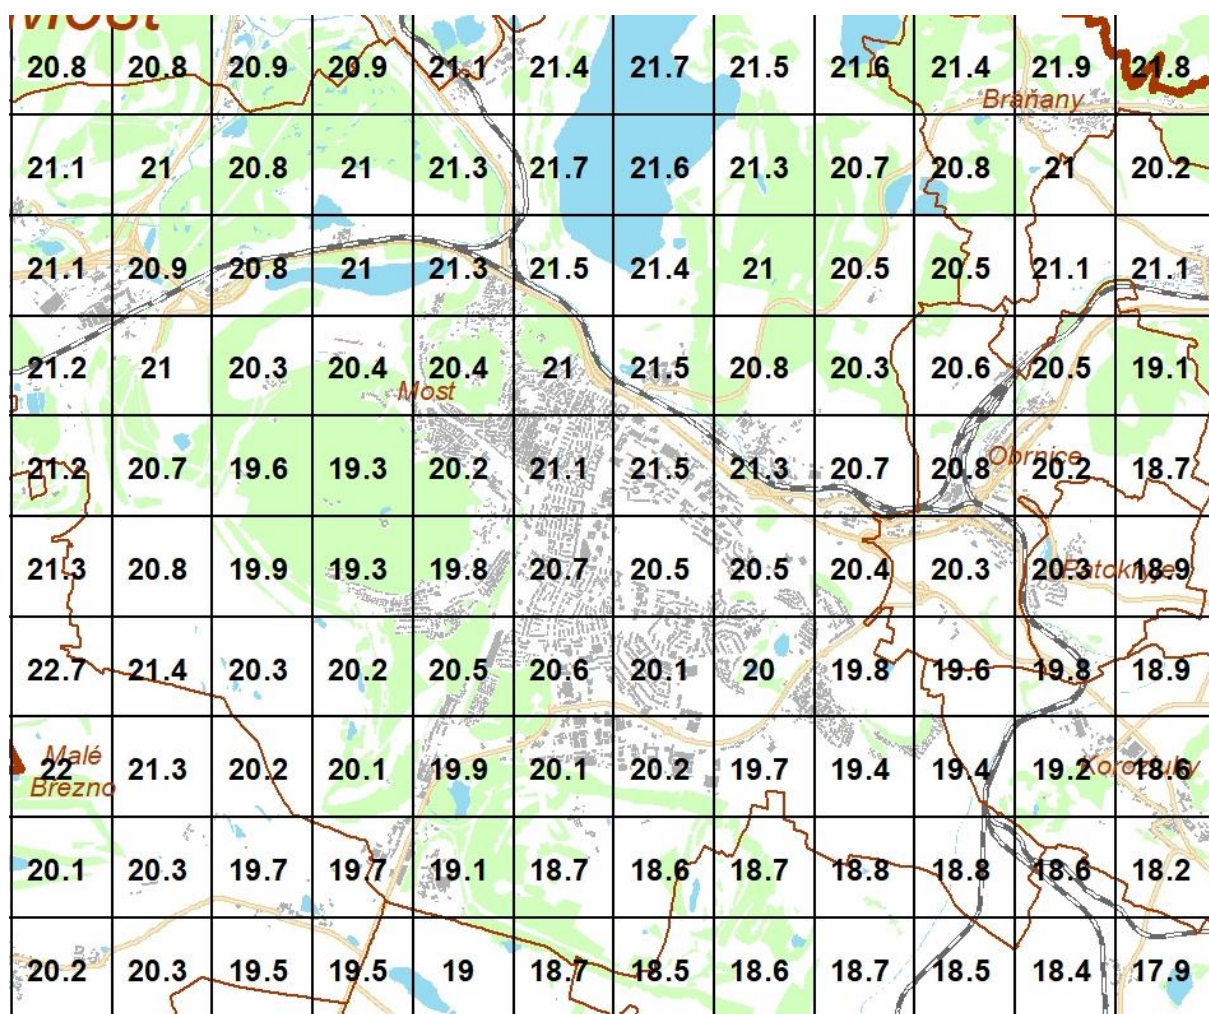 Most
20.8 20.8 20.9 20.9 21.1 21.4 21.7 21.5 21.6 21.4 21.9 21.8
Braňany
21.1 21 20.8 21 21.3 21.7 21.6 21.3 20.7 20.8 21 20.2
21.1 20.9 20.8 21 21.3 21.5 21.4 21 20.5 20.5 21.1 21.1
21.2 21 20.3 20.4 20.4 21 21.5 20.8 20.3 20.6 20.5 19.1
Most
Obrnice
21.2 20.7 19.6 19.3 20.2 21.1 21.5 21.3 20.7 20.8 20.2 18.7
21.3 20.8 19.9 19.3 19.8 20.7 20.5 20.5 20.4 20.3 20.3 18.9
Patokryje
22.7 21.4 20.3 20.2 20.5 20.6 20.1 20 19.8 19.6 19.8 18.9
Malé
22 21.3 20.2 20.1 19.9 20.1 20.2 19.7 19.4 19.4 19.2 18.6
Březno
Korozluky
20.1 20.3 19.7 19.7 19.1 18.7 18.6 18.7 18.8 18.8 18.6 18.2
20.2 20.3 19.5 19.5 19 18.7 18.5 18.6 18.7 18.5 18.4 17.9